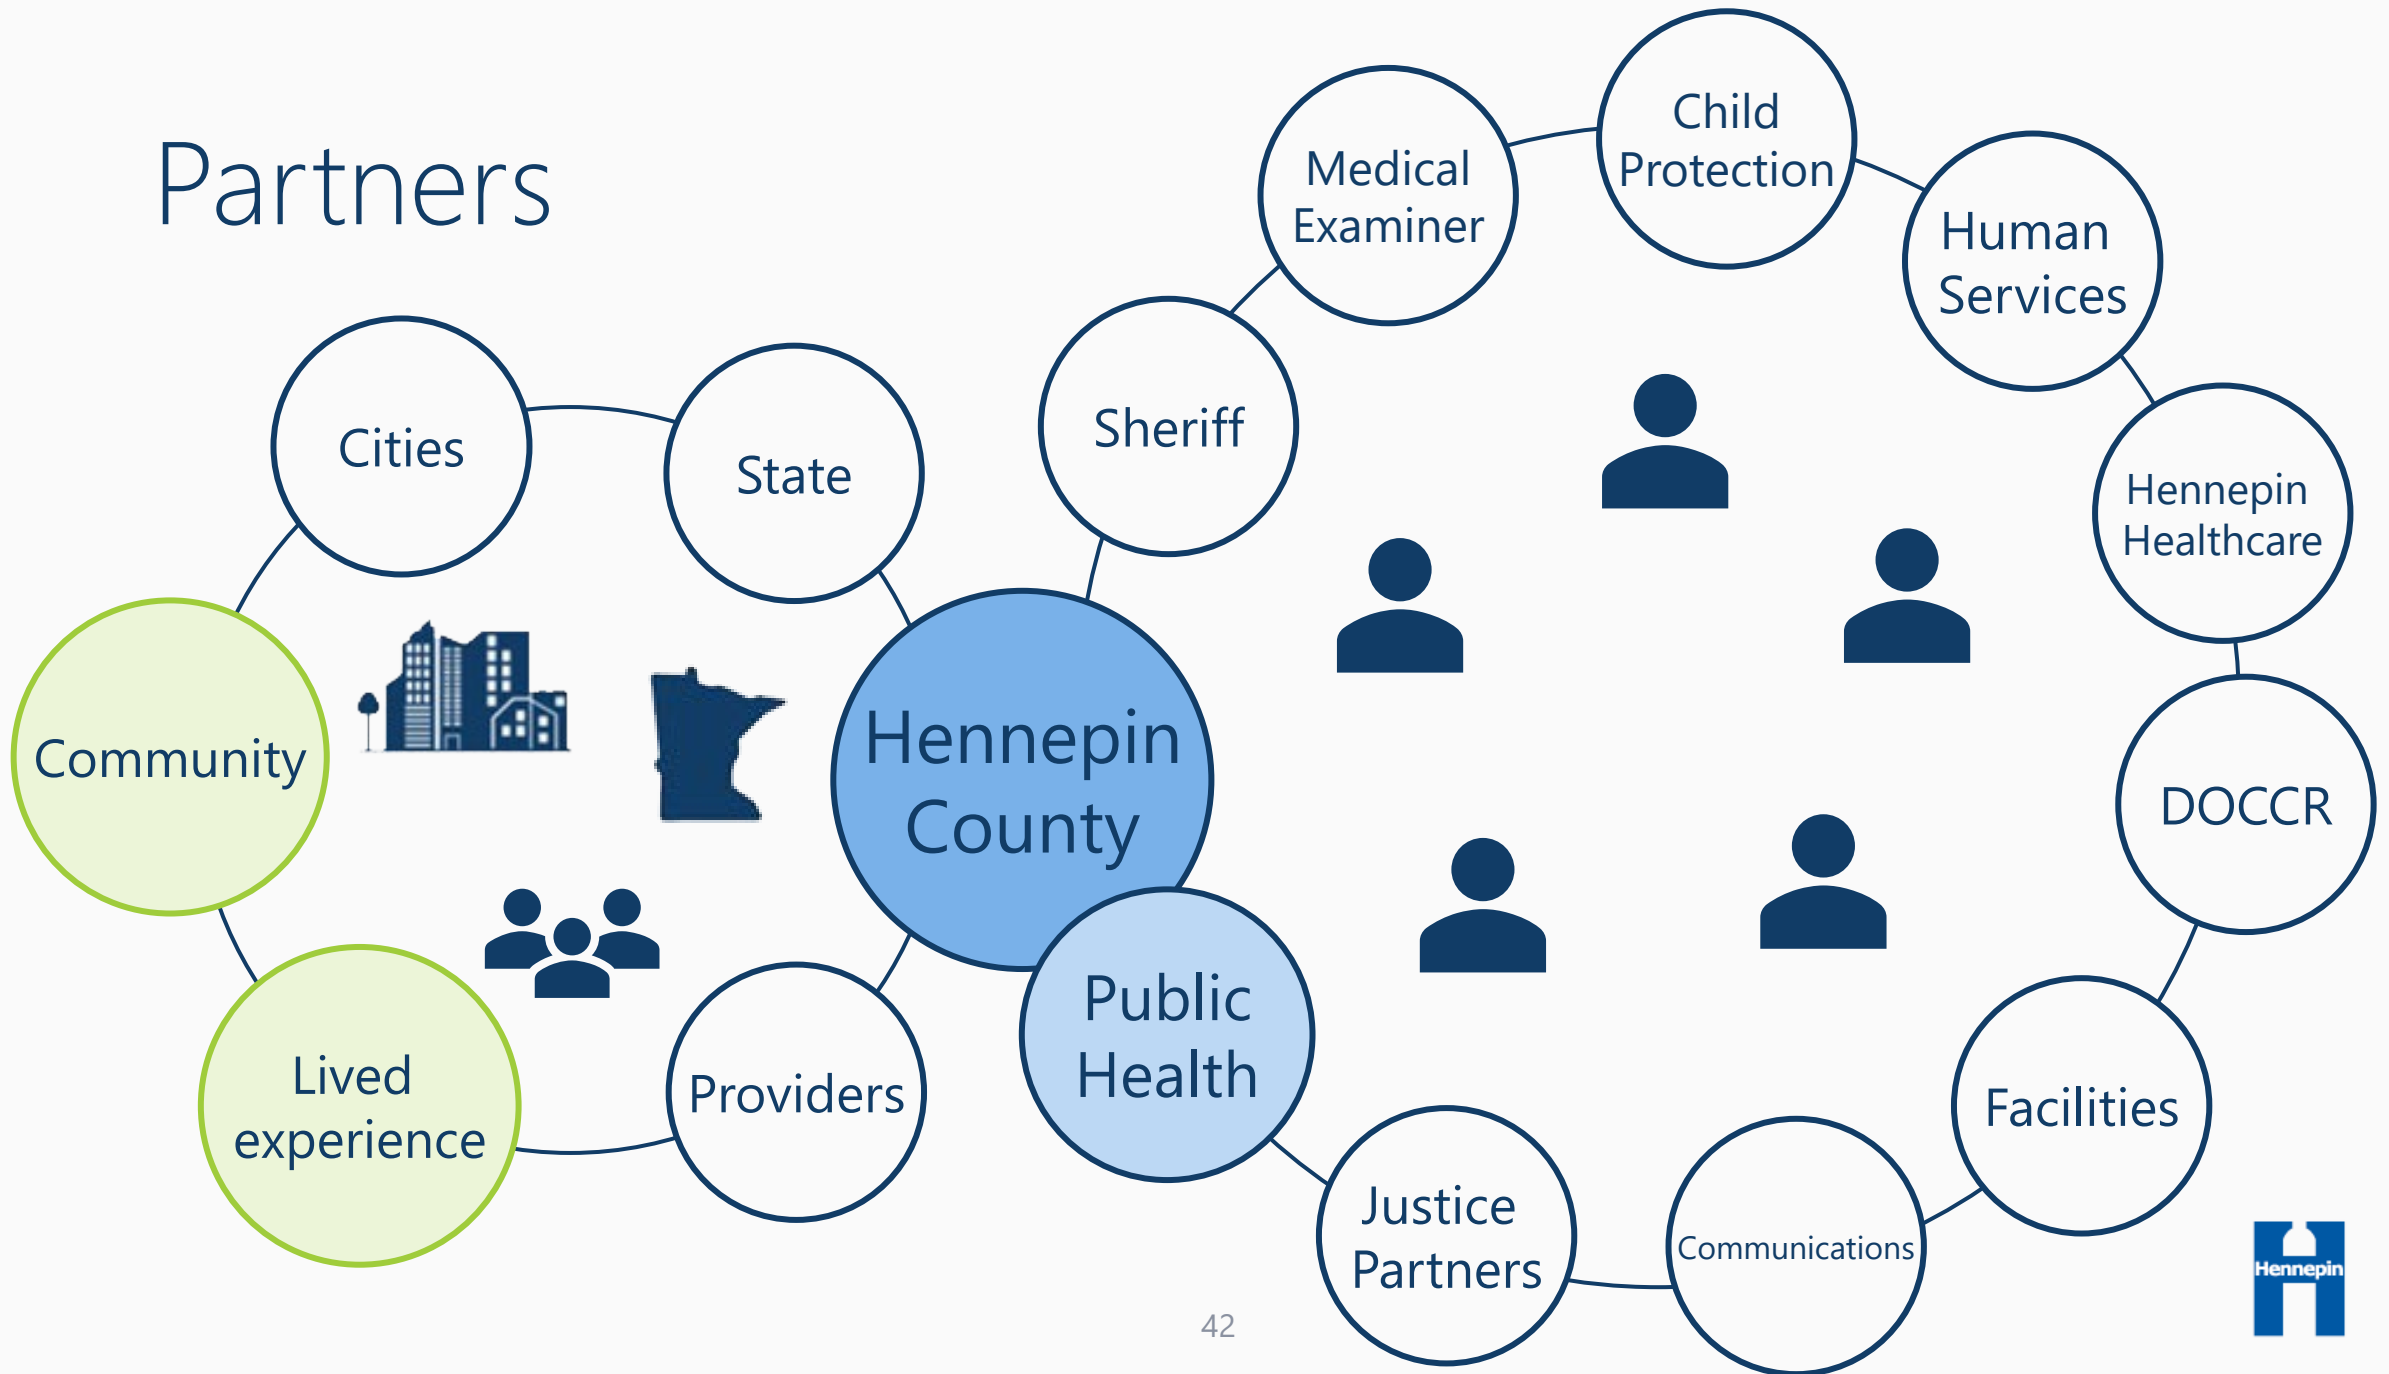 Partners
Cities
State
Community
Lived
experience
Providers
Hennepin
County
Public
Health
Sheriff
Medical
Examiner
Child
Protection
Human
Services
Hennepin
Healthcare
DOCCR
Facilities
Communications
Justice
Partners
42
Hennepin